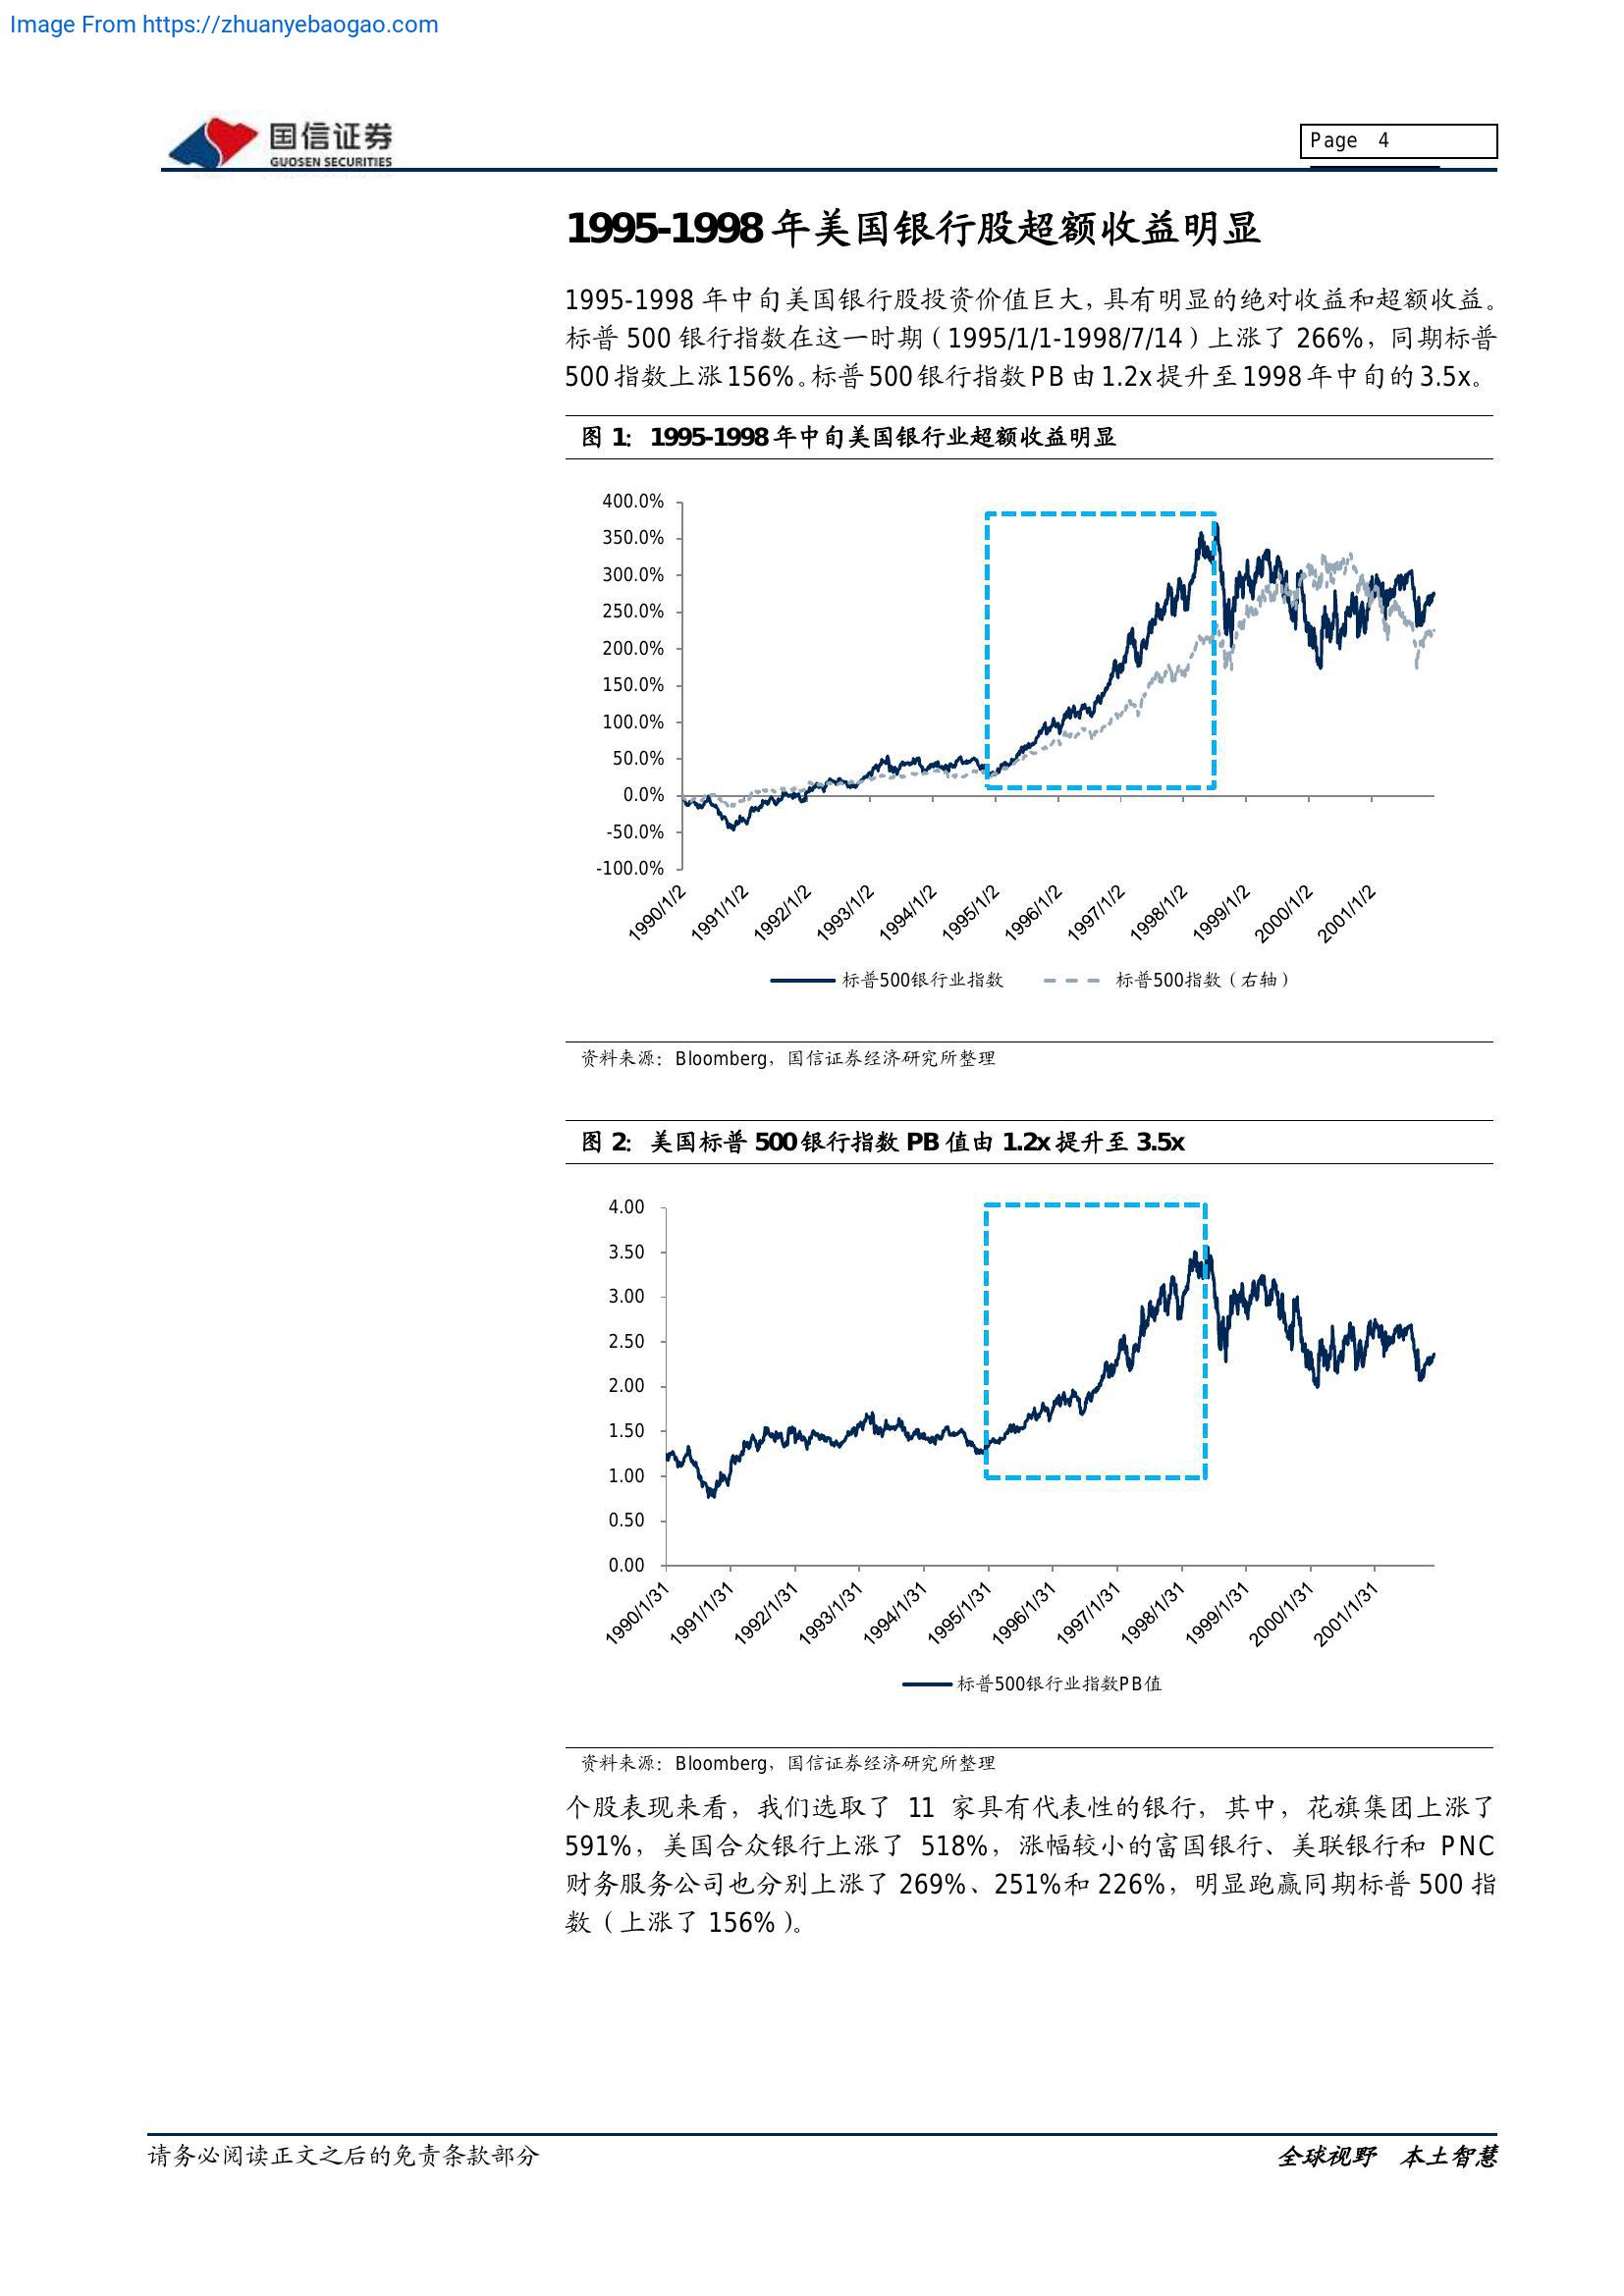 Image From https://zhuanyebaogao.com
国信证券
GUOSEN SECURITIES
Page 4
1995-1998 年美国银行股超额收益明显
1995-1998 年中旬美国银行股投资价值巨大，具有明显的绝对收益和超额收益。
标普 500 银行指数在这一时期（1995/1/1-1998/7/14）上涨了 266%，同期标普
500 指数上涨 156%。标普 500 银行指数 PB 由 1.2x 提升至 1998 年中旬的 3.5x。
图 1： 1995-1998 年中旬美国银行业超额收益明显
400.0%
350.0%
300.0%
250.0%
200.0%
150.0%
100.0%
50.0%
0.0%
-50.0%
-100.0%
1990/1/2
1991/1/2
1992/1/2
1993/1/2
1994/1/2
1995/1/2
1996/1/2
1997/1/2
1998/1/2
1999/1/2
2000/1/2
2001/1/2
标普500银行业指数
标普500指数（右轴）
资料来源：Bloomberg，国信证券经济研究所整理
图 2： 美国标普 500 银行指数 PB 值由 1.2x 提升至 3.5x
4.00
3.50
3.00
2.50
2.00
1.50
1.00
0.50
0.00
1990/1/31
1991/1/31
1992/1/31
1993/1/31
1994/1/31
1995/1/31
1996/1/31
1997/1/31
1998/1/31
1999/1/31
2000/1/31
2001/1/31
标普500银行业指数PB值
资料来源：Bloomberg，国信证券经济研究所整理
个股表现来看，我们选取了 11 家具有代表性的银行，其中，花旗集团上涨了
591%，美国合众银行上涨了 518%，涨幅较小的富国银行、美联银行和 PNC
财务服务公司也分别上涨了 269%、251%和 226%，明显跑赢同期标普 500 指
数（上涨了 156%）。
请务必阅读正文之后的免责条款部分
全球视野 本土智慧